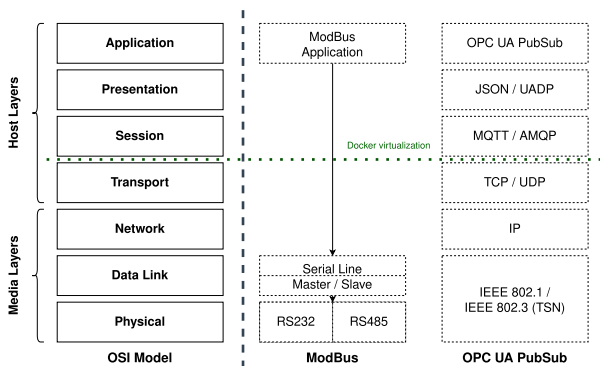 Host Layers
Media Layers
Application
Presentation
Session
Transport
Network
Data Link
Physical
OSI Model
ModBus
Application
Docker virtualization
Serial Line
Master / Slave
RS232
RS485
ModBus
OPC UA PubSub
JSON / UADP
MQTT / AMQP
TCP / UDP
IP
IEEE 802.1 /
IEEE 802.3 (TSN)
OPC UA PubSub